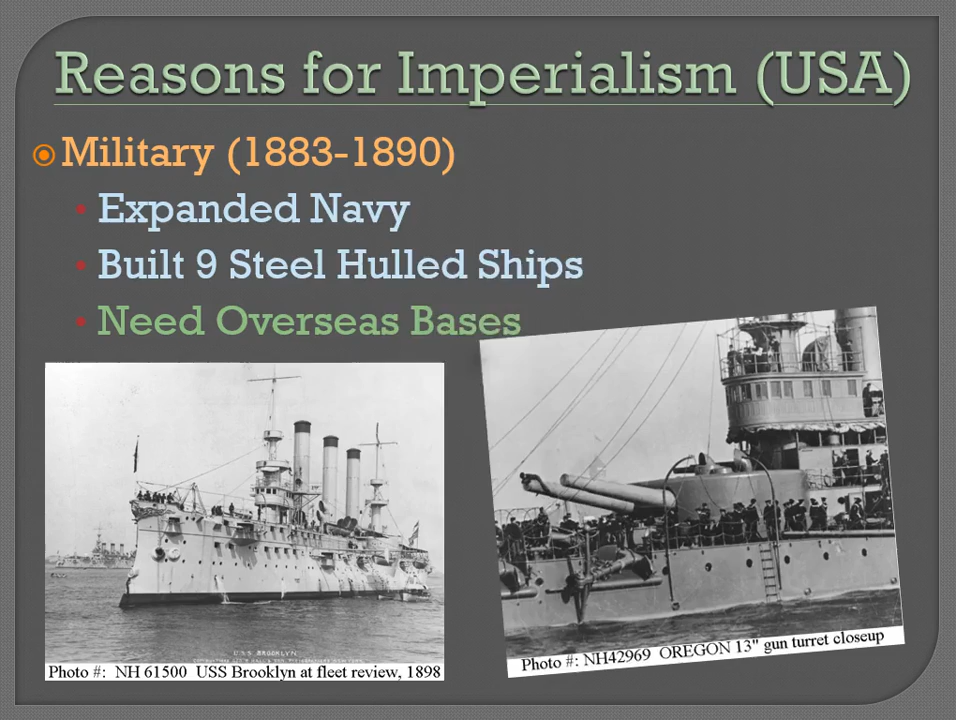 Reasons for Imperialism (USA)
Military (1883-1890)
Expanded Navy
Built 9 Steel Hulled Ships
Need Overseas Bases
U.S.S. BROOKLYN
Photo #: NH 61500 USS Brooklyn at fleet review, 1898
Photo #: NH42969 OREGON 13" gun turret closeup